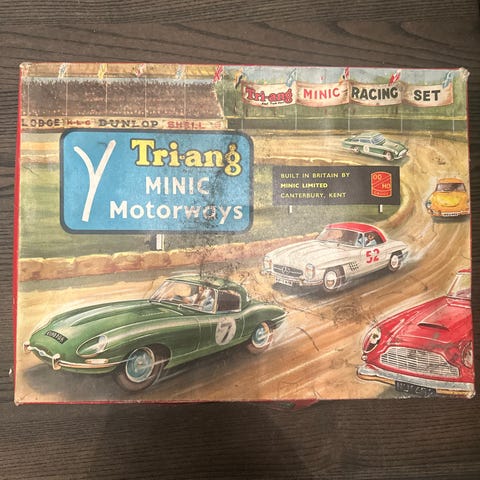 Tri-ang MINIC RACING SET
LODGE K.L.G DUNLOP SHELL
Tri-ang
MINIC
Motorways
BUILT IN BRITAIN BY
MINIC LIMITED
CANTERBURY, KENT
OO
HO
52
7
7